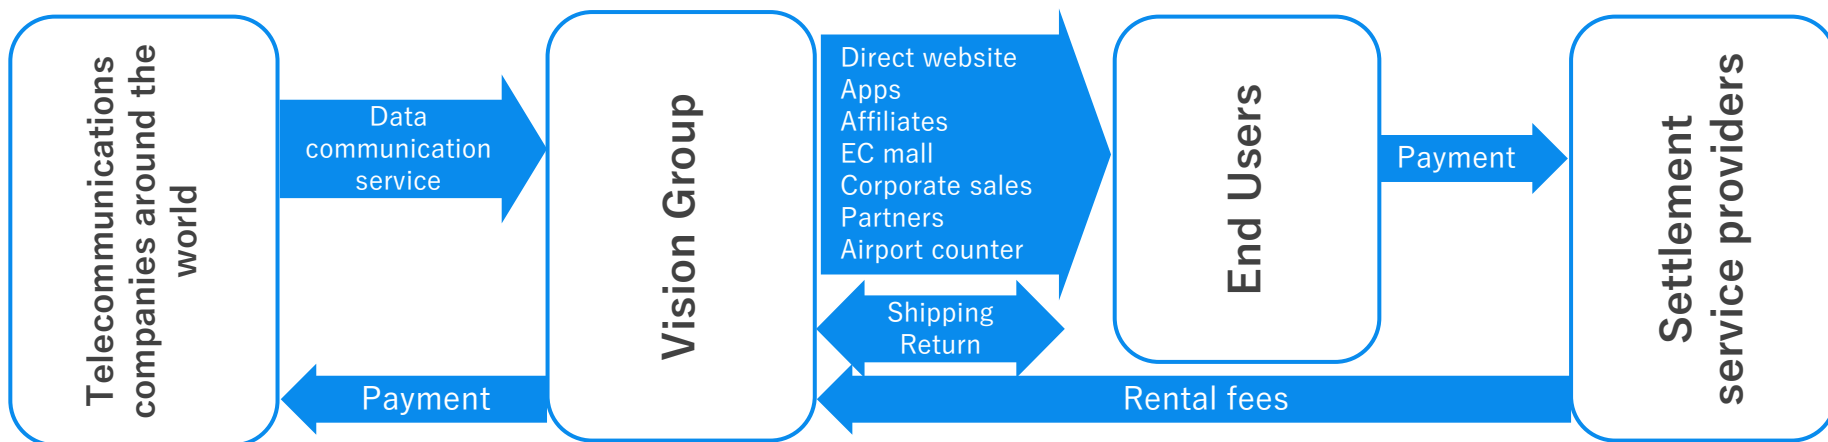 Telecommunications
companies around the
world
Data
communication
service
Payment
Vision Group
Direct website
Apps
Affiliates
EC mall
Corporate sales
Partners
Airport counter
Shipping
Return
End Users
Payment
Rental fees
Settlement
service providers